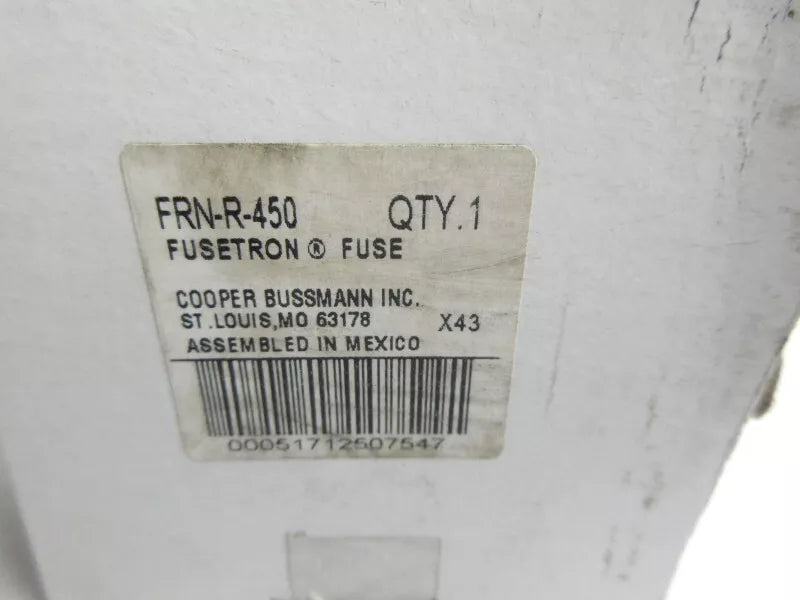 FRN-R-450 QTY.1
FUSETRON ® FUSE
COOPER BUSSMANN INC.
ST.LOUIS,MO 63178 X43
ASSEMBLED IN MEXICO
00051712507547